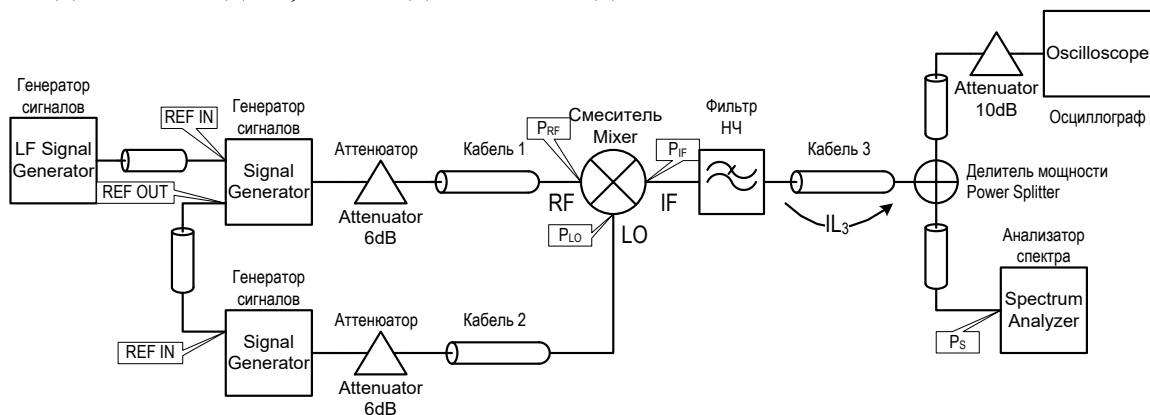 Генератор
сигналов
LF Signal
Generator
REF IN
REF OUT
Генератор
сигналов
Signal
Generator
Аттенюатор
Attenuator
6dB
Кабель 1
PRF
RF
Смеситель
Mixer
PIF
IF
PLO
LO
Фильтр
НЧ
Кабель 3
IL3
Attenuator
10dB
Oscilloscope
Осциллограф
Делитель мощности
Power Splitter
Анализатор
спектра
Spectrum
Analyzer
PS
REF IN
Генератор
сигналов
Signal
Generator
Аттенюатор
Attenuator
6dB
Кабель 2